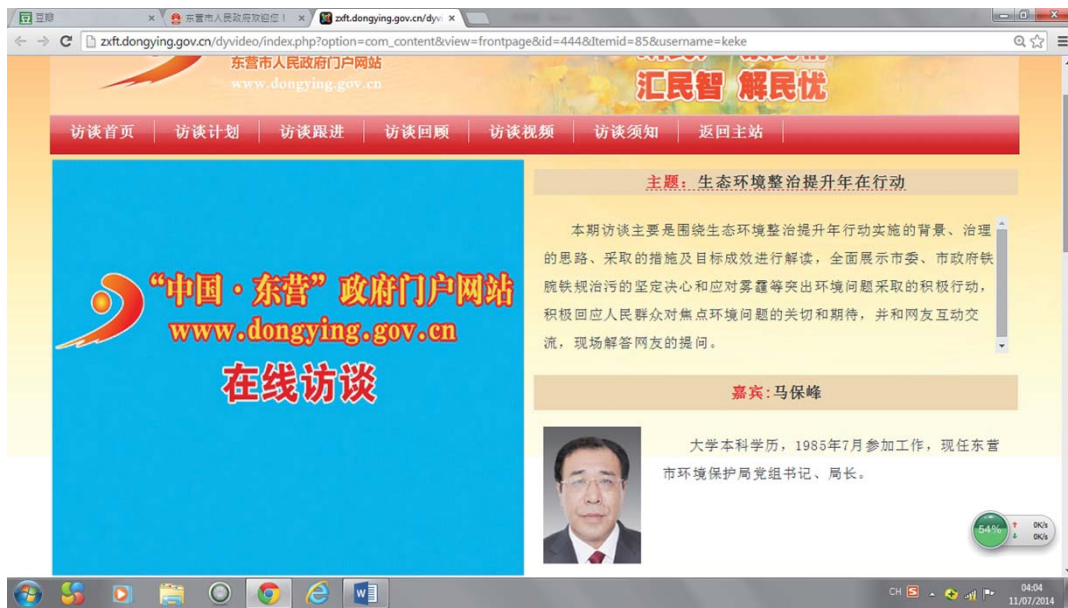 豆瓣
东营市人民政府欢迎您！
zxft.dongying.gov.cn/dyvi
zxft.dongying.gov.cn/dyvideo/index.php?option=com_content&view=frontpage&id=444&Itemid=85&username=keke
东营市人民政府门户网站
www.dongying.gov.cn
汇民智 解民忧
访谈首页 访谈计划 访谈跟进 访谈回顾 访谈视频 访谈须知 返回主站
“中国·东营”政府门户网站
www.dongying.gov.cn
在线访谈
主题：生态环境整治提升年在行动
本期访谈主要是围绕生态环境整治提升年行动实施的背景、治理
的思路、采取的措施及目标成效进行解读，全面展示市委、市政府铁
腕铁规治污的坚定决心和应对雾霾等突出环境问题采取的积极行动，
积极回应人民群众对焦点环境问题的关切和期待，并和网友互动交
流，现场解答网友的提问。
嘉宾:马保峰
大学本科学历，1985年7月参加工作，现任东营
市环境保护局党组书记、局长。
54%
0K/s
0K/s
CH
04:04
11/07/2014